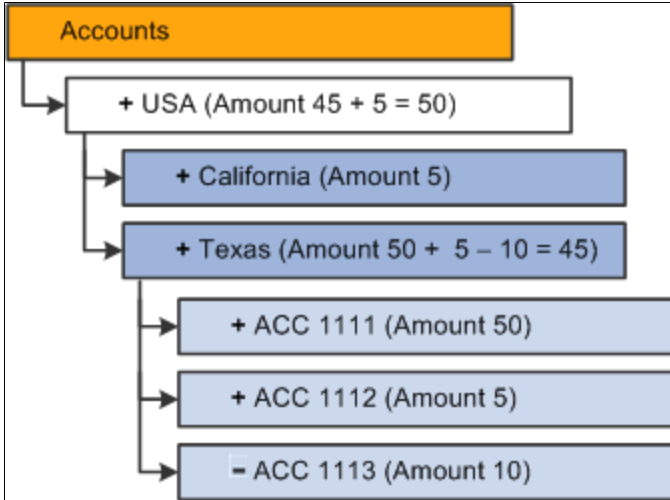 Accounts
+ USA (Amount 45 + 5 = 50)
+ California (Amount 5)
+ Texas (Amount 50 + 5 – 10 = 45)
+ ACC 1111 (Amount 50)
+ ACC 1112 (Amount 5)
– ACC 1113 (Amount 10)